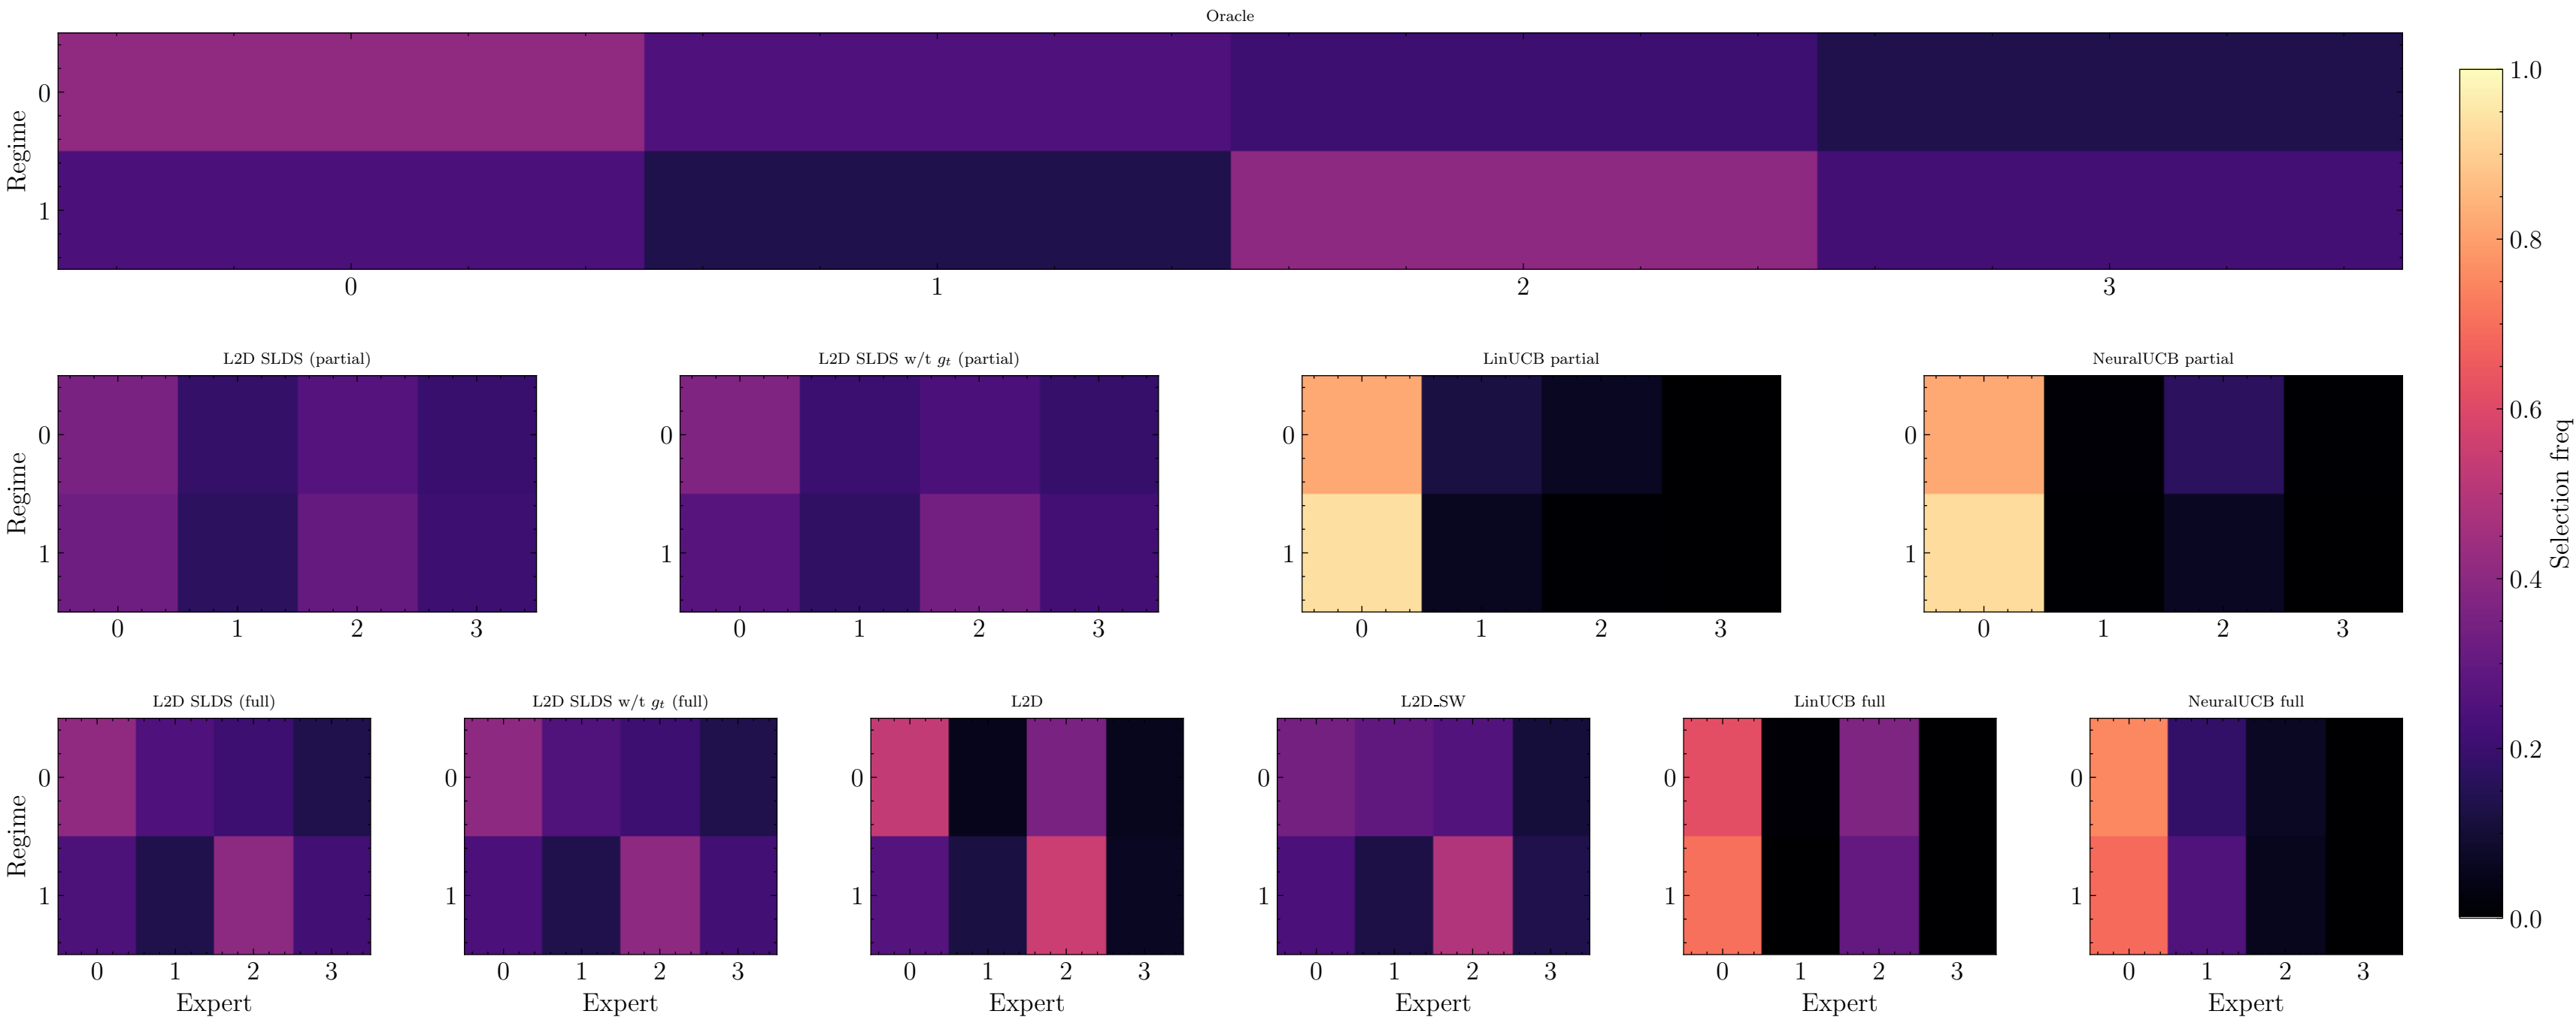 Oracle
Regime
0
1
0 1 2 3
L2D SLDS (partial) L2D SLDS w/t gₜ (partial) LinUCB partial NeuralUCB partial
Regime
0 0 0 0
1 1 1 1
0 1 2 3 0 1 2 3 0 1 2 3 0 1 2 3
L2D SLDS (full) L2D SLDS w/t gₜ (full) L2D L2D_SW LinUCB full NeuralUCB full
Regime
0 0 0 0 0 0
1 1 1 1 1 1
0 1 2 3 0 1 2 3 0 1 2 3 0 1 2 3 0 1 2 3 0 1 2 3
Expert Expert Expert Expert Expert Expert
1.0
0.8
0.6
0.4
0.2
0.0
Selection freq